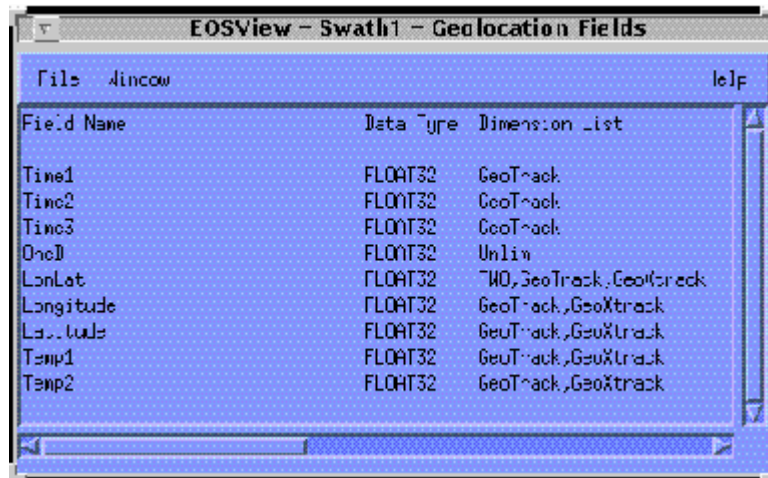 EOSView – Swath1 – Geolocation Fields
File Window Help
Field Name Data Type Dimension List
Time1 FLOAT32 GeoTrack
Time2 FLOAT32 GeoTrack
Time3 FLOAT32 GeoTrack
OneD FLOAT32 Unlim
LonLat FLOAT32 TWO,GeoTrack,GeoXtrack
Longitude FLOAT32 GeoTrack,GeoXtrack
Latitude FLOAT32 GeoTrack,GeoXtrack
Temp1 FLOAT32 GeoTrack,GeoXtrack
Temp2 FLOAT32 GeoTrack,GeoXtrack